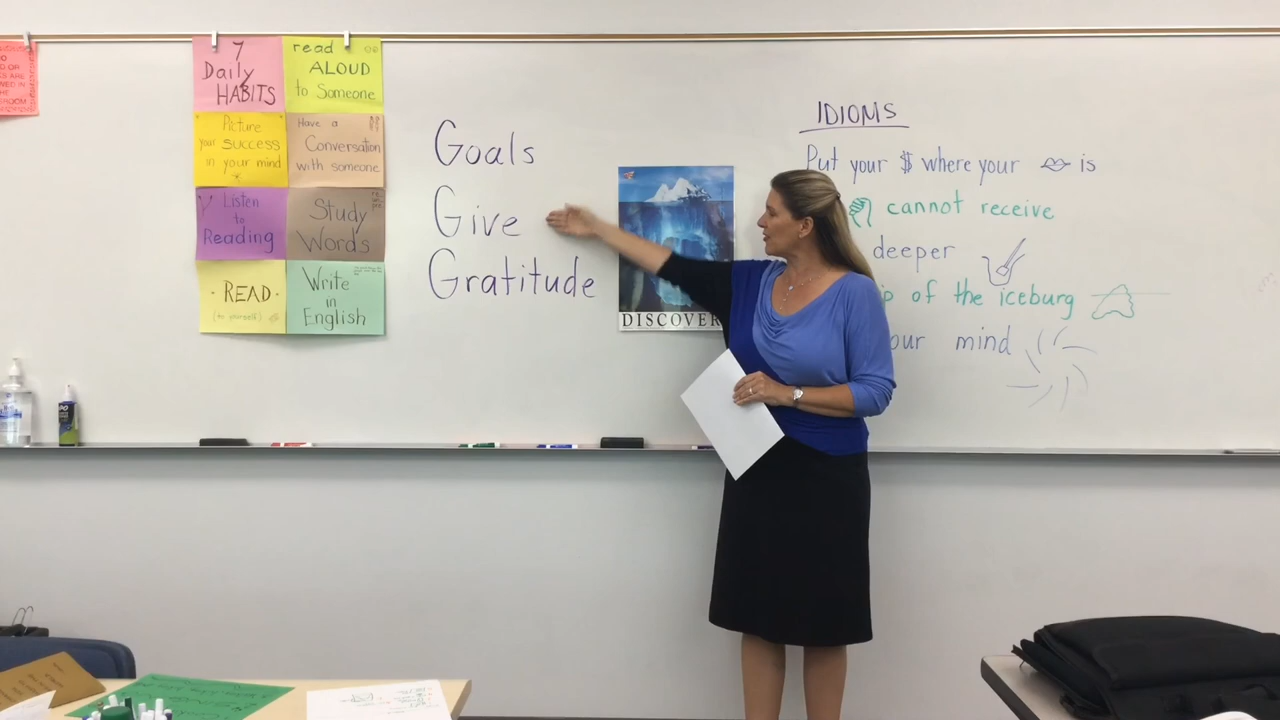 7
Daily
HABITS
read
ALOUD
to Someone
Picture
your SUCCESS
in your mind
Have a
Conversation
with someone
Listen
to
Reading
Study
Words
READ
(to yourself)
Write
in
English
Goals
Give
Gratitude
DISCOVER
IDIOMS
Put your $ where your is
cannot receive
deeper
of the iceburg
mind